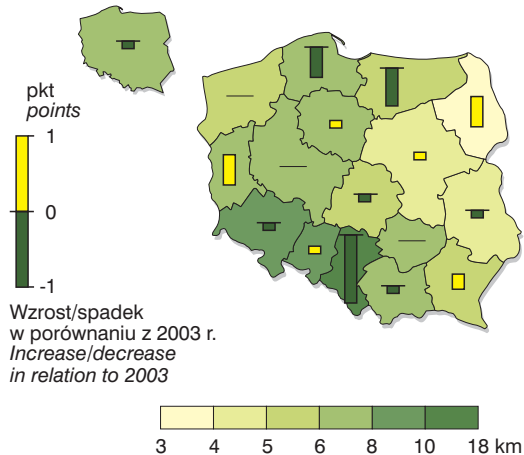 pkt
points
1
0
-1
Wzrost/spadek
w porównaniu z 2003 r.
Increase/decrease
in relation to 2003
3 4 5 6 8 10 18 km